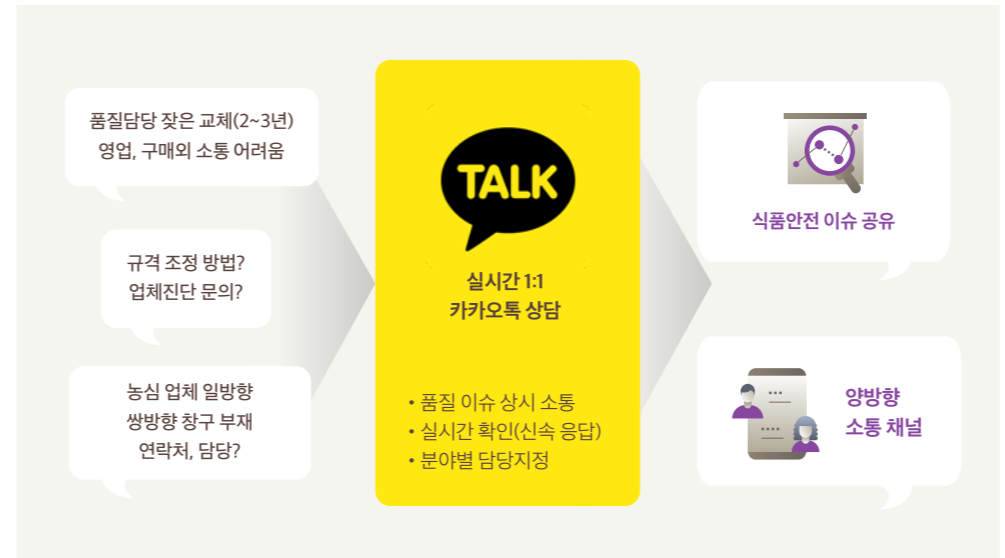 품질담당 잦은 교체(2~3년)
영업, 구매외 소통 어려움
규격 조정 방법?
업체진단 문의?
농심 업체 일방향
쌍방향 창구 부재
연락처, 담당?
TALK
실시간 1:1
카카오톡 상담
• 품질 이슈 상시 소통
• 실시간 확인(신속 응답)
• 분야별 담당지정
식품안전 이슈 공유
양방향
소통 채널